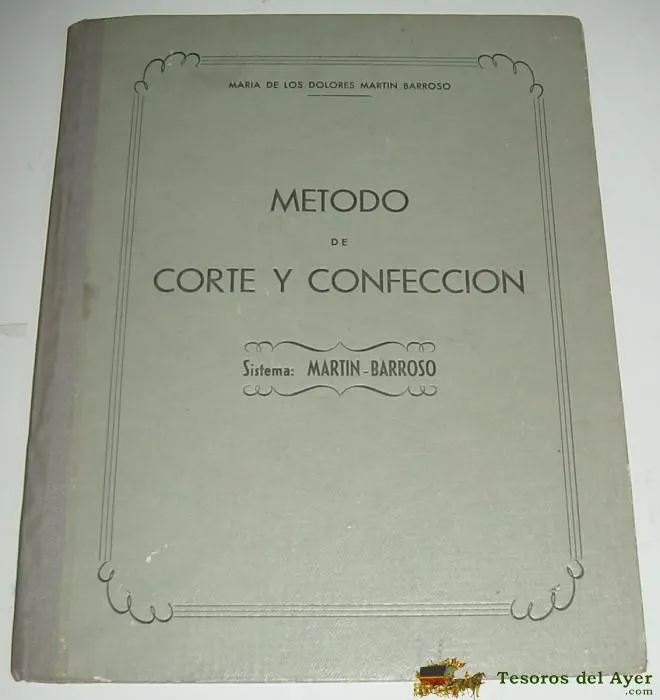 MARIA DE LOS DOLORES MARTIN BARROSO
METODO
DE
CORTE Y CONFECCION
Sistema: MARTIN-BARROSO
Tesoros del Ayer
.com